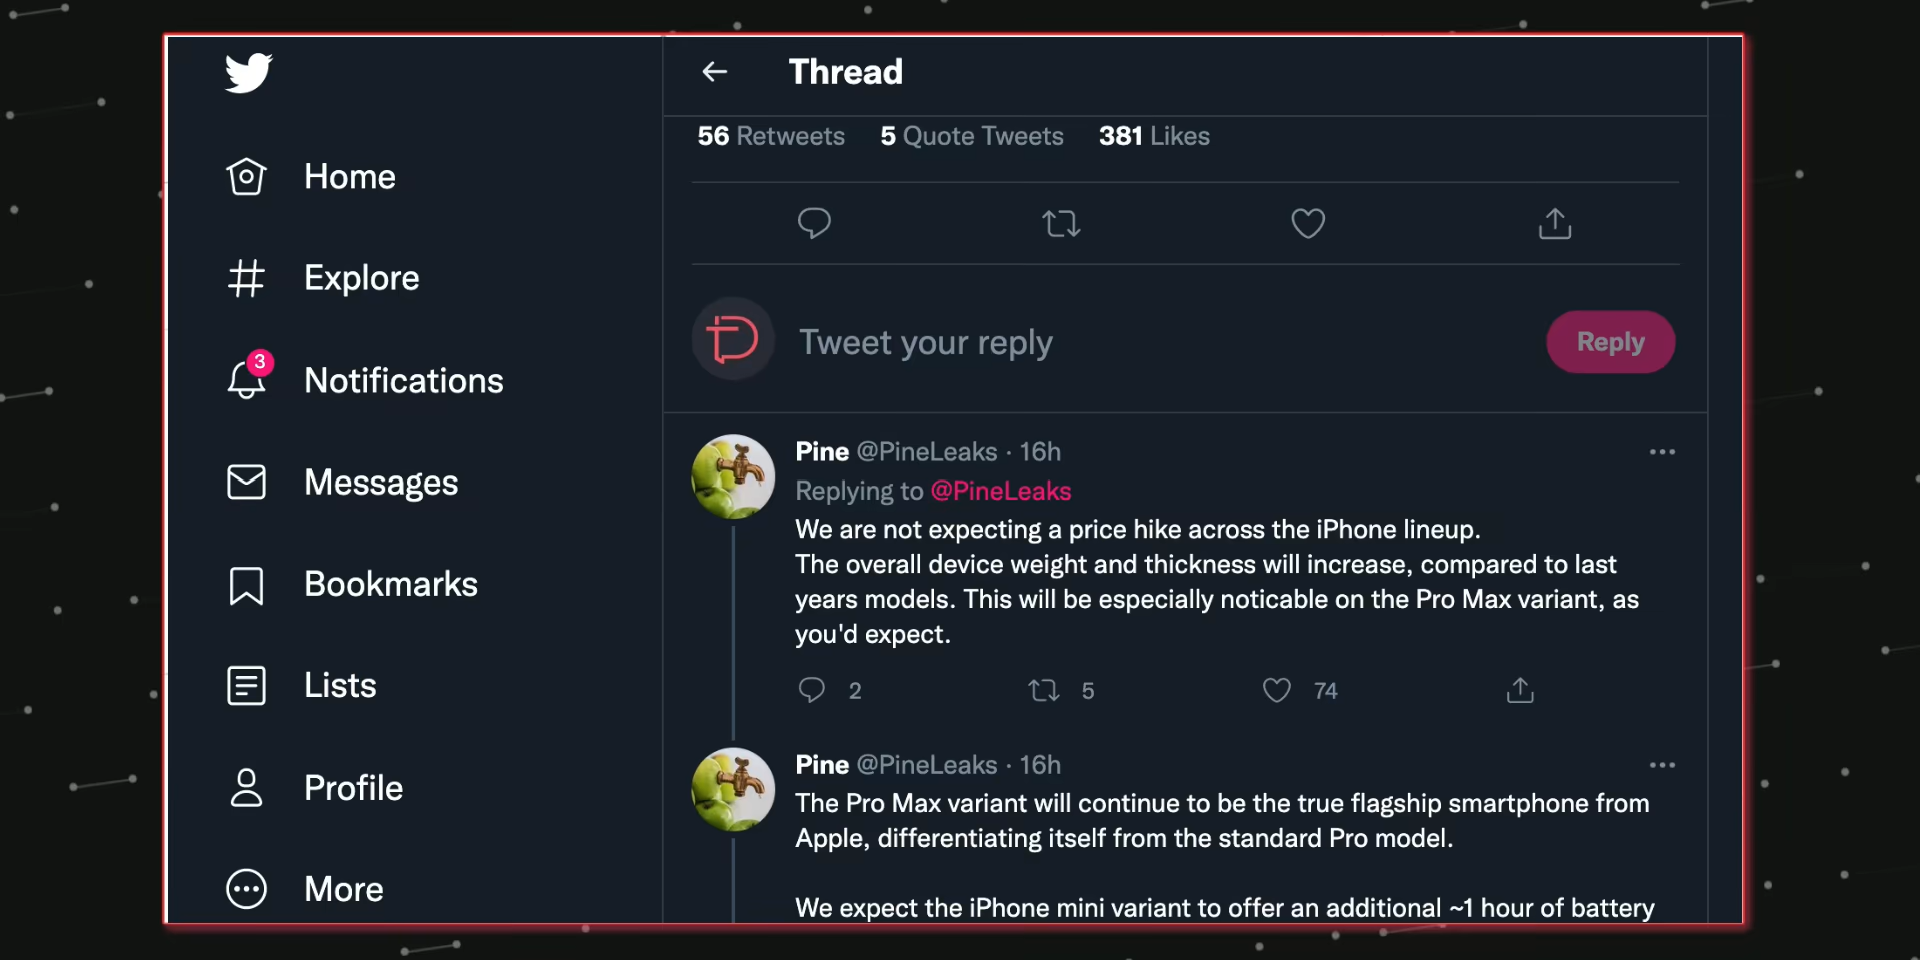 Home
Explore
3
Notifications
Messages
Bookmarks
Lists
Profile
More
Thread
56 Retweets 5 Quote Tweets 381 Likes
Tweet your reply
Reply
Pine @PineLeaks · 16h
Replying to @PineLeaks
We are not expecting a price hike across the iPhone lineup.
The overall device weight and thickness will increase, compared to last
years models. This will be especially noticable on the Pro Max variant, as
you'd expect.
2 5 74
Pine @PineLeaks · 16h
The Pro Max variant will continue to be the true flagship smartphone from
Apple, differentiating itself from the standard Pro model.
We expect the iPhone mini variant to offer an additional ~1 hour of battery